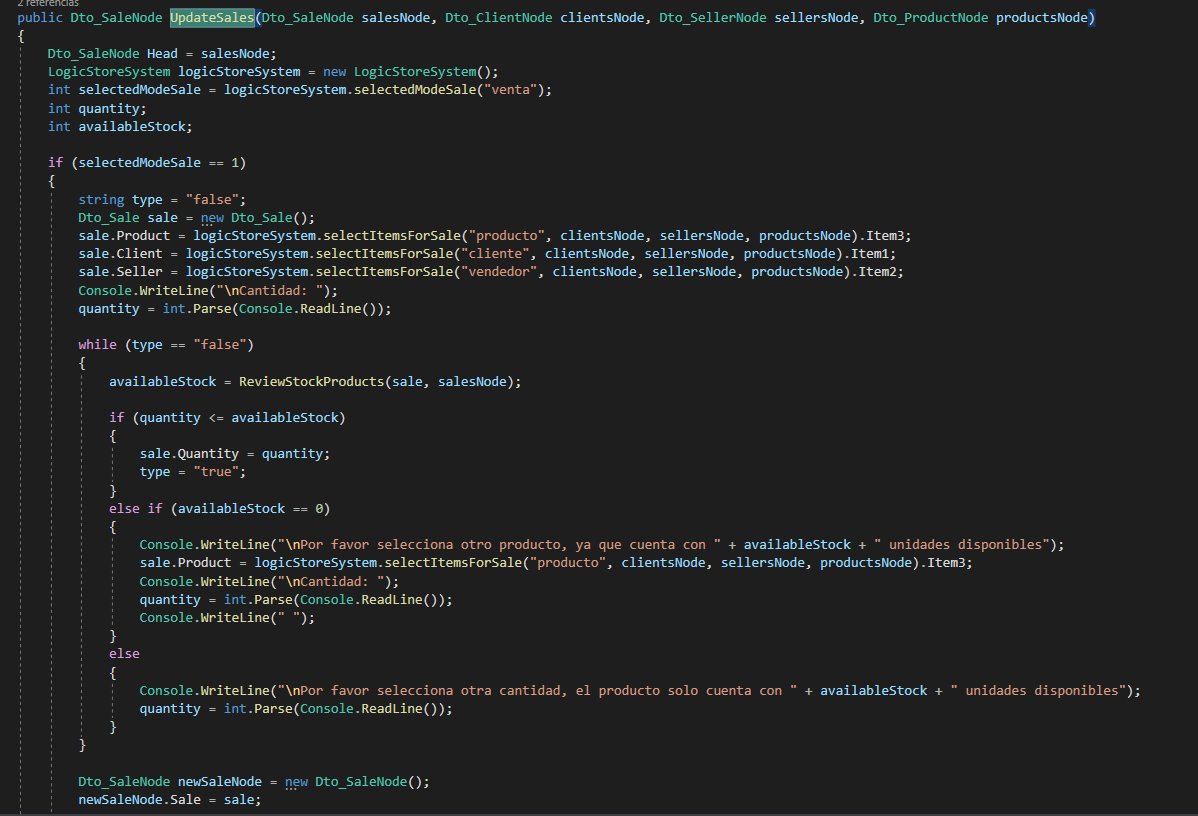 2 referencias
public Dto_SaleNode UpdateSales(Dto_SaleNode salesNode, Dto_ClientNode clientsNode, Dto_SellerNode sellersNode, Dto_ProductNode productsNode)
{
    Dto_SaleNode Head = salesNode;
    LogicStoreSystem logicStoreSystem = new LogicStoreSystem();
    int selectedModeSale = logicStoreSystem.selectedModeSale("venta");
    int quantity;
    int availableStock;

    if (selectedModeSale == 1)
    {
        string type = "false";
        Dto_Sale sale = new Dto_Sale();
        sale.Product = logicStoreSystem.selectItemsForSale("producto", clientsNode, sellersNode, productsNode).Item3;
        sale.Client = logicStoreSystem.selectItemsForSale("cliente", clientsNode, sellersNode, productsNode).Item1;
        sale.Seller = logicStoreSystem.selectItemsForSale("vendedor", clientsNode, sellersNode, productsNode).Item2;
        Console.WriteLine("\nCantidad: ");
        quantity = int.Parse(Console.ReadLine());

        while (type == "false")
        {
            availableStock = ReviewStockProducts(sale, salesNode);

            if (quantity <= availableStock)
            {
                sale.Quantity = quantity;
                type = "true";
            }
            else if (availableStock == 0)
            {
                Console.WriteLine("\nPor favor selecciona otro producto, ya que cuenta con " + availableStock + " unidades disponibles");
                sale.Product = logicStoreSystem.selectItemsForSale("producto", clientsNode, sellersNode, productsNode).Item3;
                Console.WriteLine("\nCantidad: ");
                quantity = int.Parse(Console.ReadLine());
                Console.WriteLine(" ");
            }
            else
            {
                Console.WriteLine("\nPor favor selecciona otra cantidad, el producto solo cuenta con " + availableStock + " unidades disponibles");
                quantity = int.Parse(Console.ReadLine());
            }
        }

        Dto_SaleNode newSaleNode = new Dto_SaleNode();
        newSaleNode.Sale = sale;